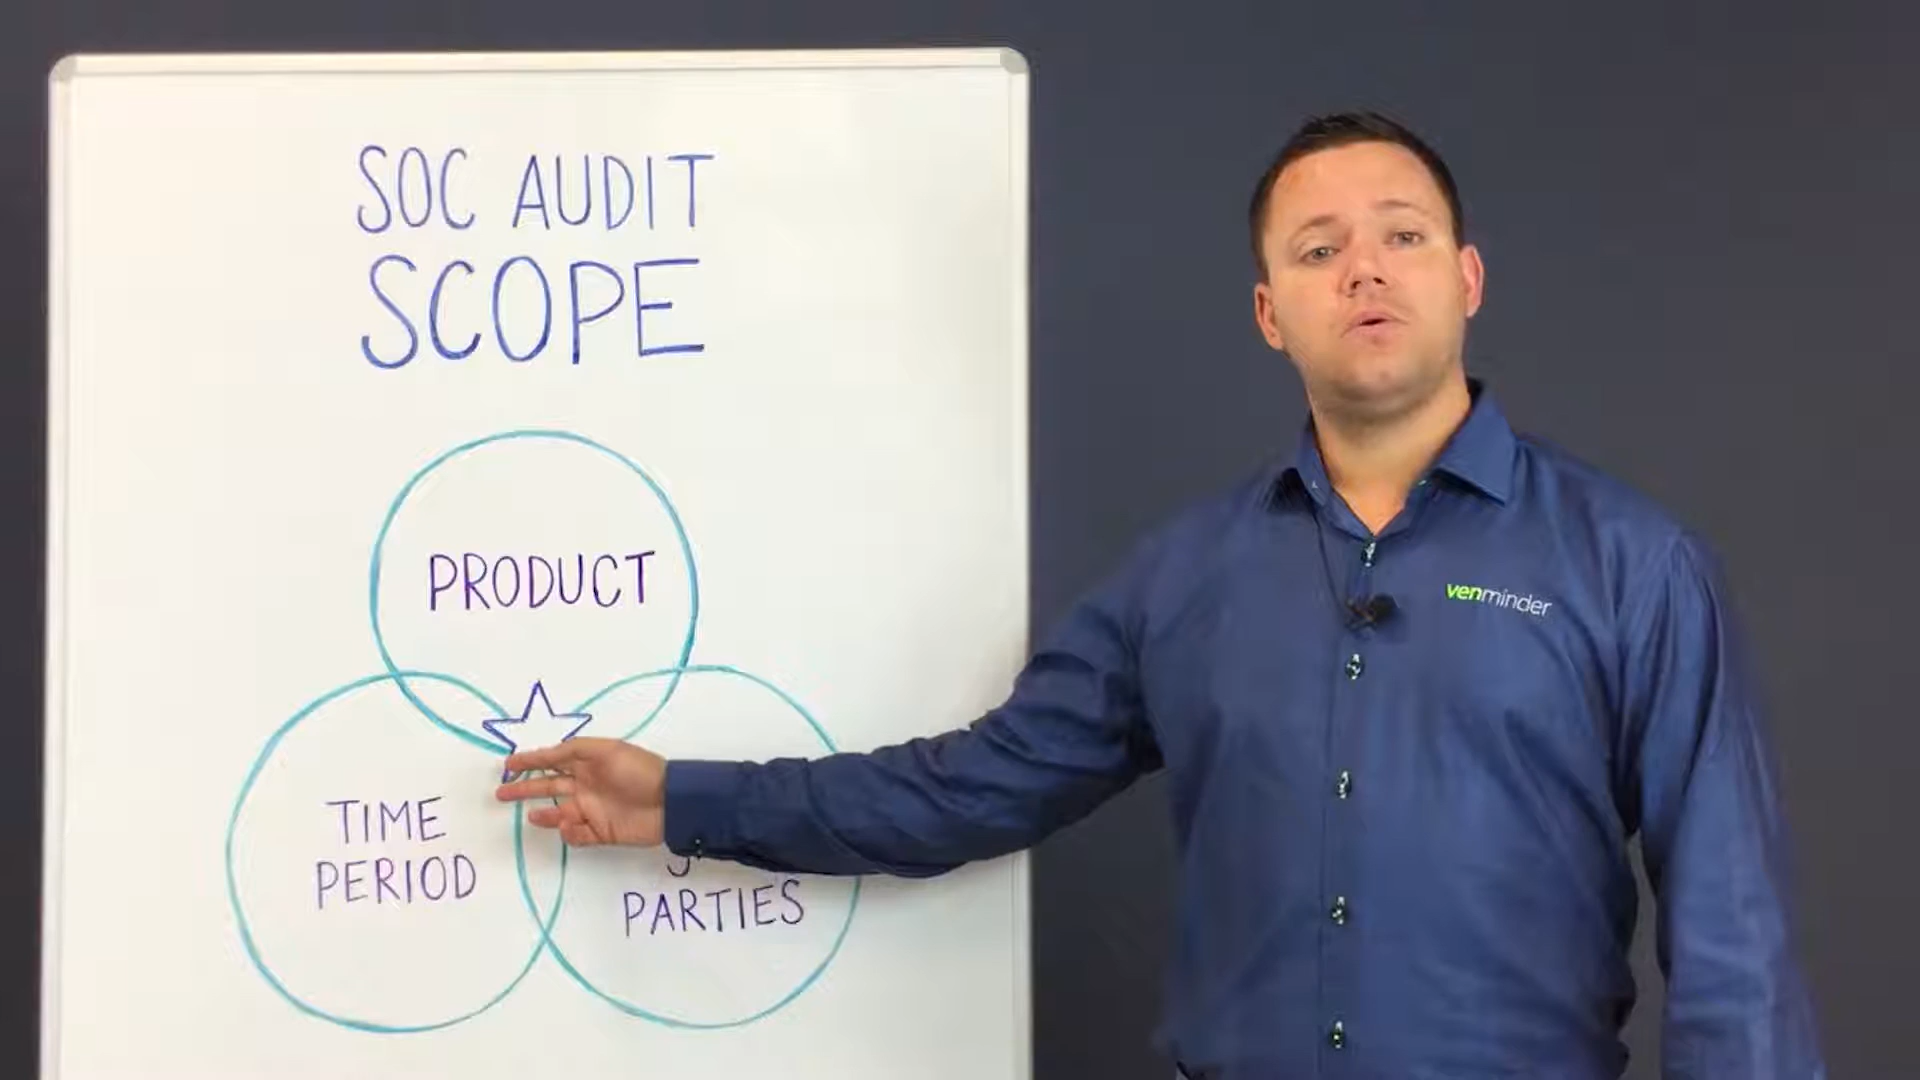 SOC AUDIT
SCOPE
PRODUCT
TIME
PERIOD
PARTIES
venminder